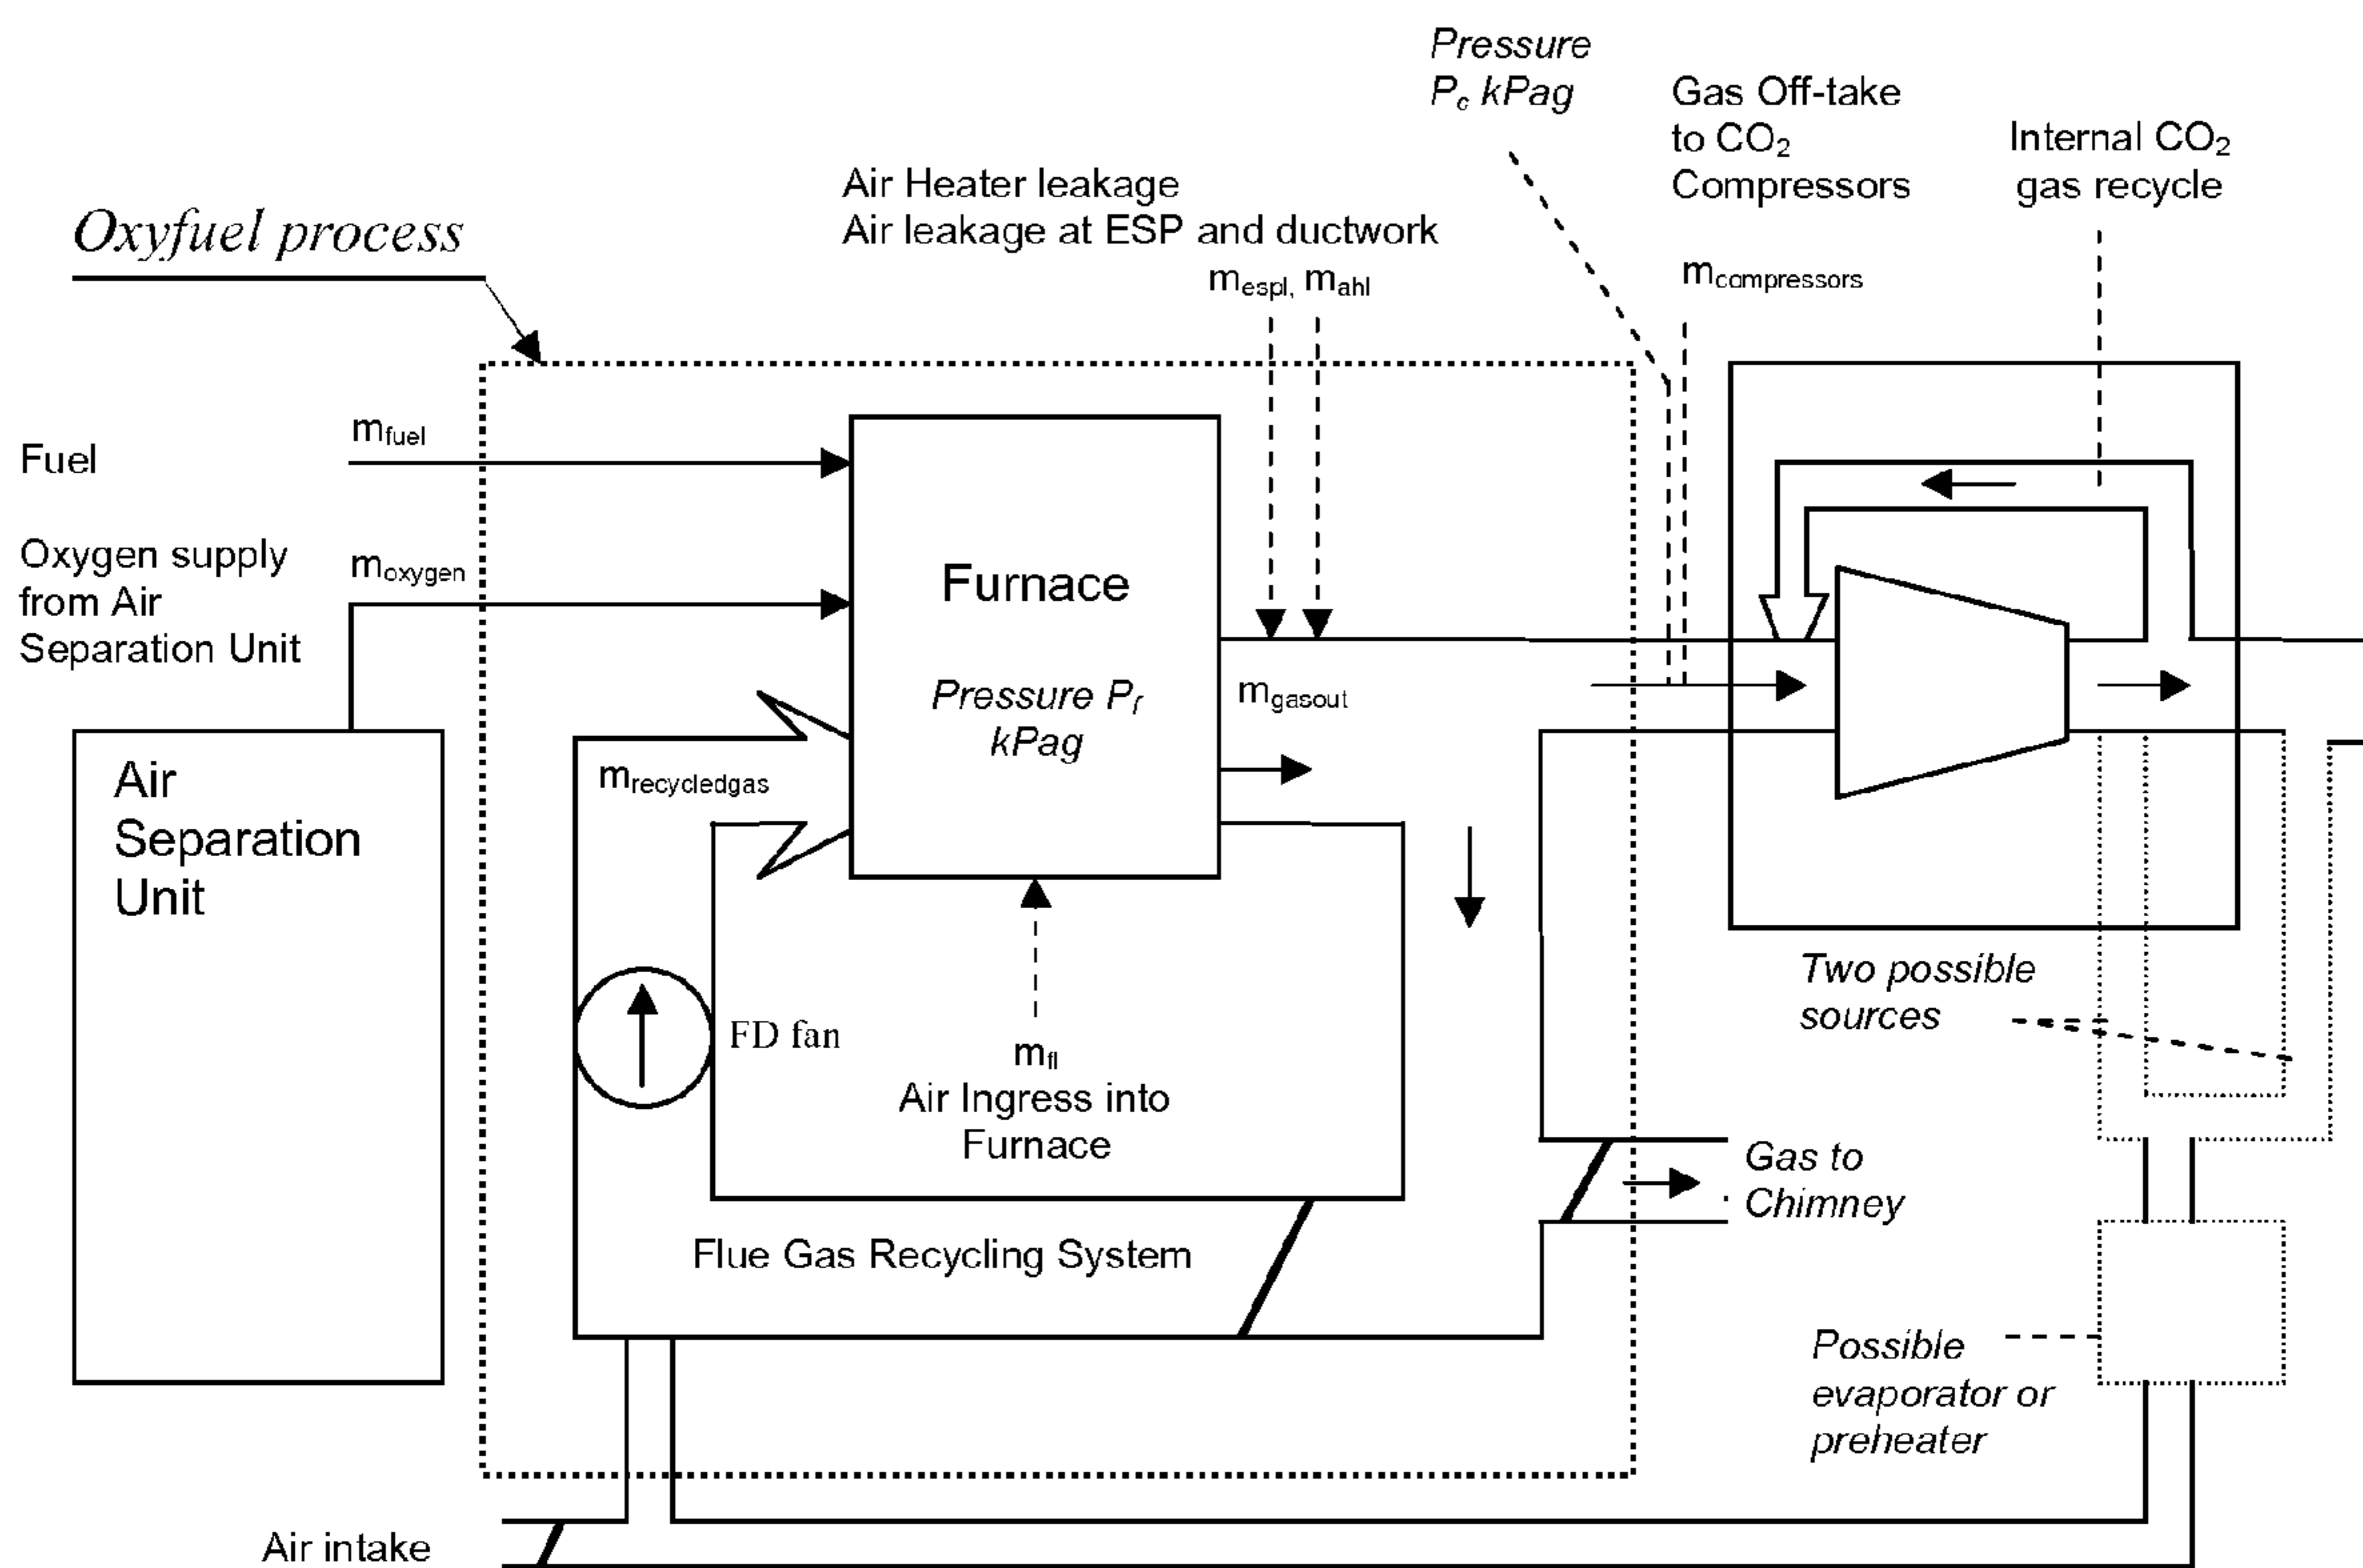 Pressure
Pc kPag
Gas Off-take
to CO2
Compressors
Internal CO2
gas recycle
Air Heater leakage
Air leakage at ESP and ductwork
mespl, mahl
Oxyfuel process
mcompressors
mfuel
Fuel
Oxygen supply
from Air
Separation Unit
moxygen
Furnace
Pressure Pf
kPag
mgasout
mrecycledgas
Air
Separation
Unit
Two possible
sources
FD fan
mfl
Air Ingress into
Furnace
Gas to
Chimney
Flue Gas Recycling System
Possible
evaporator or
preheater
Air intake